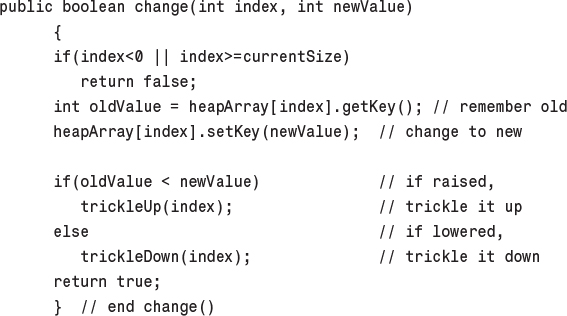 public boolean change(int index, int newValue)
{
if(index<0 || index>=currentSize)
return false;
int oldValue = heapArray[index].getKey(); // remember old
heapArray[index].setKey(newValue); // change to new
if(oldValue < newValue) // if raised,
trickleUp(index); // trickle it up
else // if lowered,
trickleDown(index); // trickle it down
return true;
} // end change()